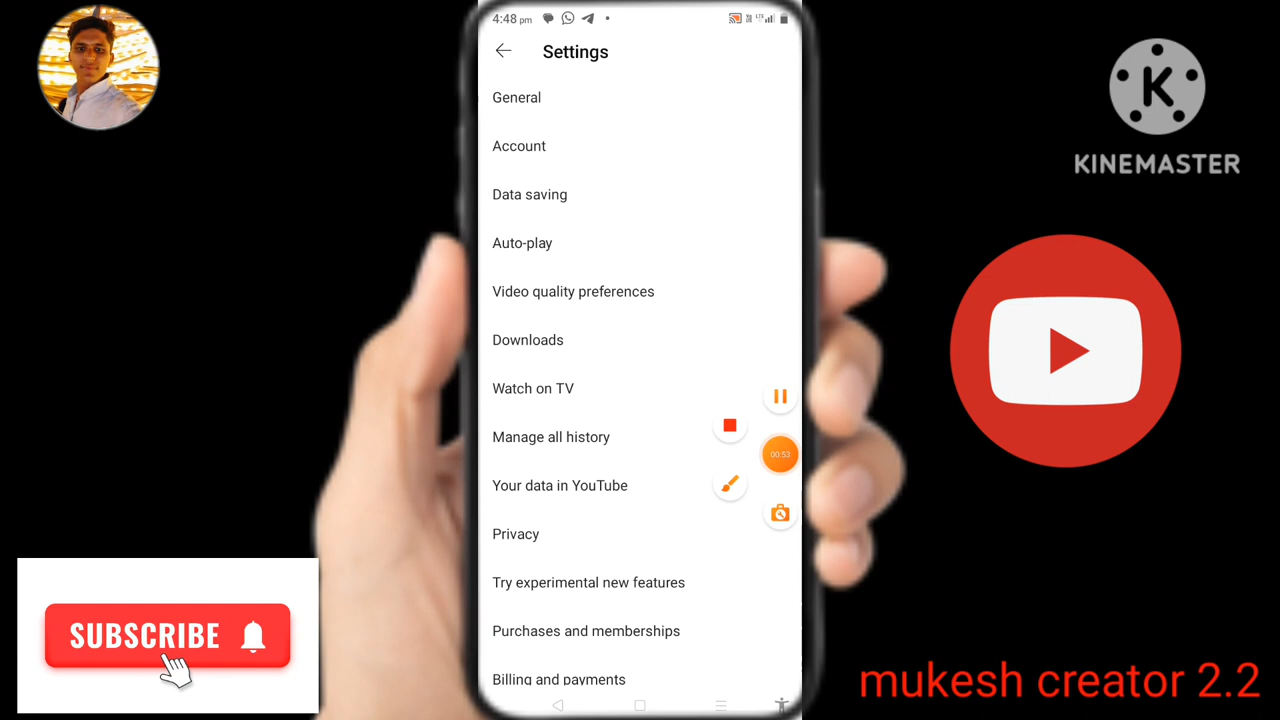 4:48 pm
Settings
General
Account
Data saving
Auto-play
Video quality preferences
Downloads
Watch on TV
Manage all history
Your data in YouTube
Privacy
Try experimental new features
Purchases and memberships
Billing and payments
00:53
K
KINEMASTER
SUBSCRIBE
mukesh creator 2.2